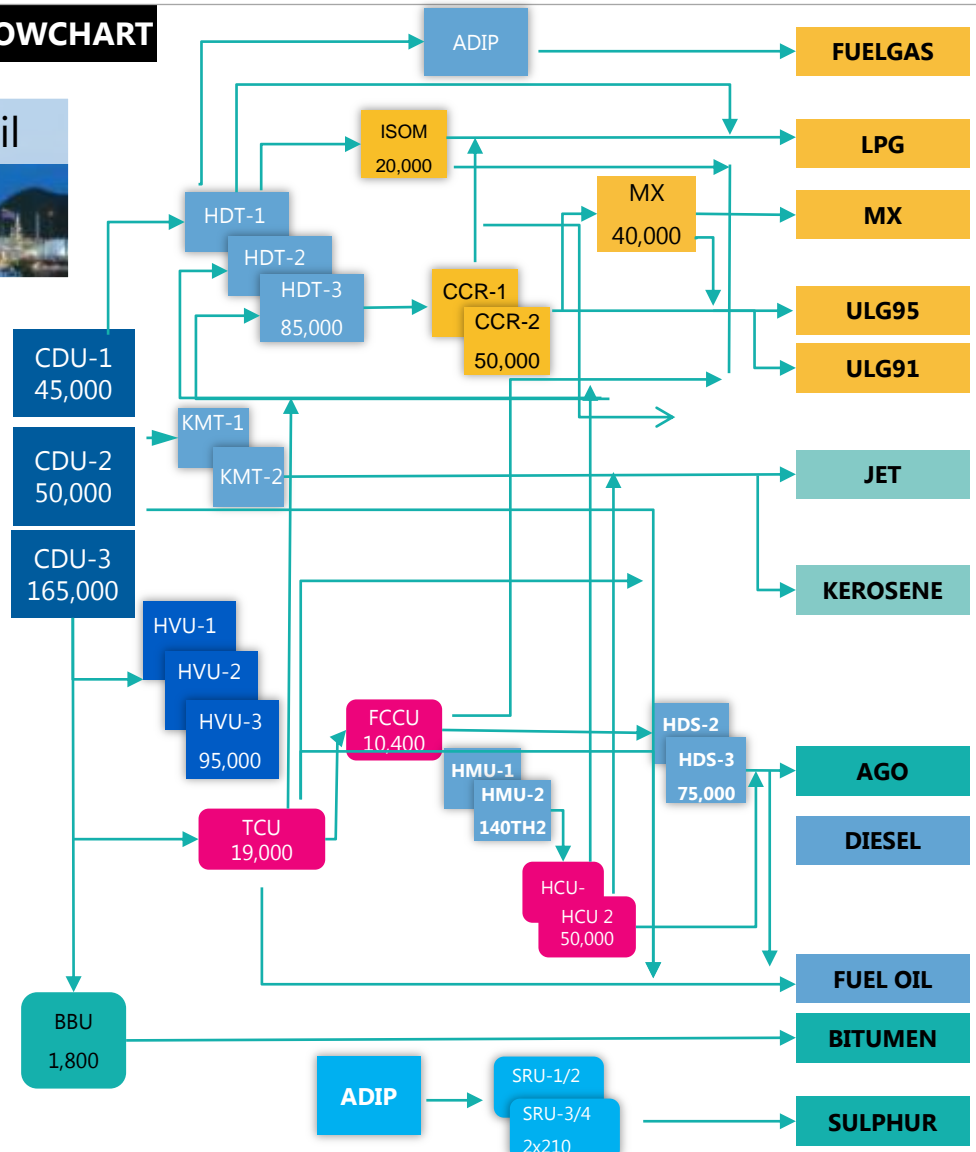 OWCHART
il
ADIP
FUELGAS
ISOM
20,000
LPG
MX
40,000
MX
HDT-1
HDT-2
HDT-3
85,000
CCR-1
CCR-2
50,000
ULG95
ULG91
CDU-1
45,000
CDU-2
50,000
CDU-3
165,000
KMT-1
KMT-2
JET
KEROSENE
HVU-1
HVU-2
HVU-3
95,000
FCCU
10,400
HDS-2
HDS-3
75,000
HMU-1
HMU-2
140TH2
AGO
DIESEL
TCU
19,000
HCU-
HCU 2
50,000
FUEL OIL
BBU
1,800
BITUMEN
ADIP
SRU-1/2
SRU-3/4
2x210
SULPHUR